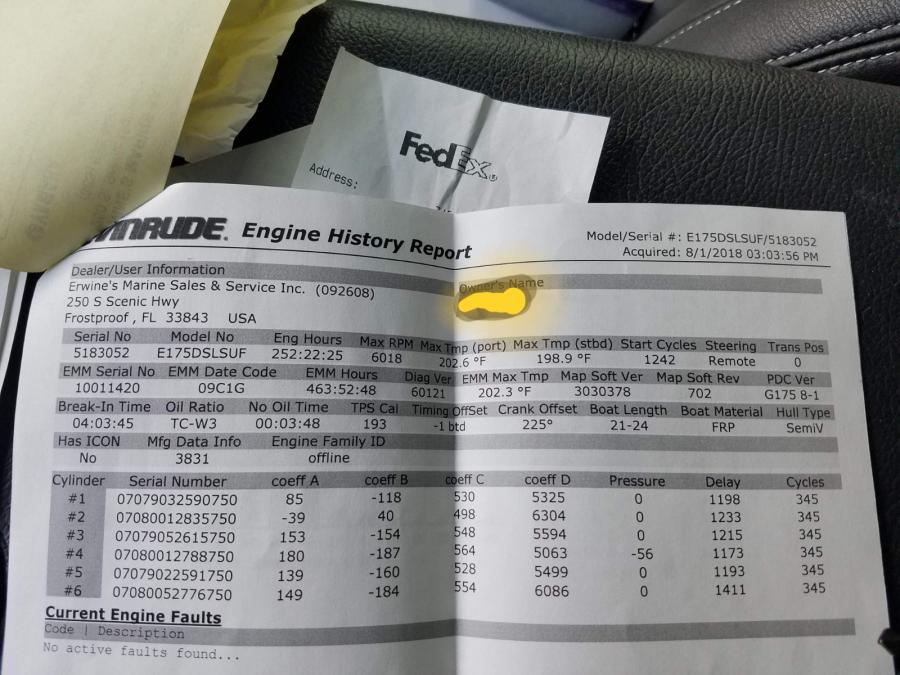 FedEx®
Address:
Engine History Report
Model/Serial #: E175DSLSUF/5183052
Acquired: 8/1/2018 03:03:56 PM
Dealer/User Information Owner's Name
Erwine's Marine Sales & Service Inc. (092608)
250 S Scenic Hwy
Frostproof , FL 33843 USA
Serial No Model No Eng Hours Max RPM Max Tmp (port) Max Tmp (stbd) Start Cycles Steering Trans Pos
5183052 E175DSLSUF 252:22:25 6018 202.6 °F 198.9 °F 1242 Remote 0
EMM Serial No EMM Date Code EMM Hours Diag Ver EMM Max Tmp Map Soft Ver Map Soft Rev PDC Ver
10011420 09C1G 463:52:48 60121 202.3 °F 3030378 702 G175 8-1
Break-In Time Oil Ratio No Oil Time TPS Cal Timing OffSet Crank Offset Boat Length Boat Material Hull Type
04:03:45 TC-W3 00:03:48 193 -1 btd 225° 21-24 FRP SemiV
Has ICON Mfg Data Info Engine Family ID
No 3831 offline
Cylinder Serial Number coeff A coeff B coeff C coeff D Pressure Delay Cycles
#1 07079032590750 85 -118 530 5325 0 1198 345
#2 07080012835750 -39 40 498 6304 0 1233 345
#3 07079052615750 153 -154 548 5594 0 1215 345
#4 07080012788750 180 -187 564 5063 -56 1173 345
#5 07079022591750 139 -160 528 5499 0 1193 345
#6 07080052776750 149 -184 554 6086 0 1411 345
Current Engine Faults
Code | Description
No active faults found...